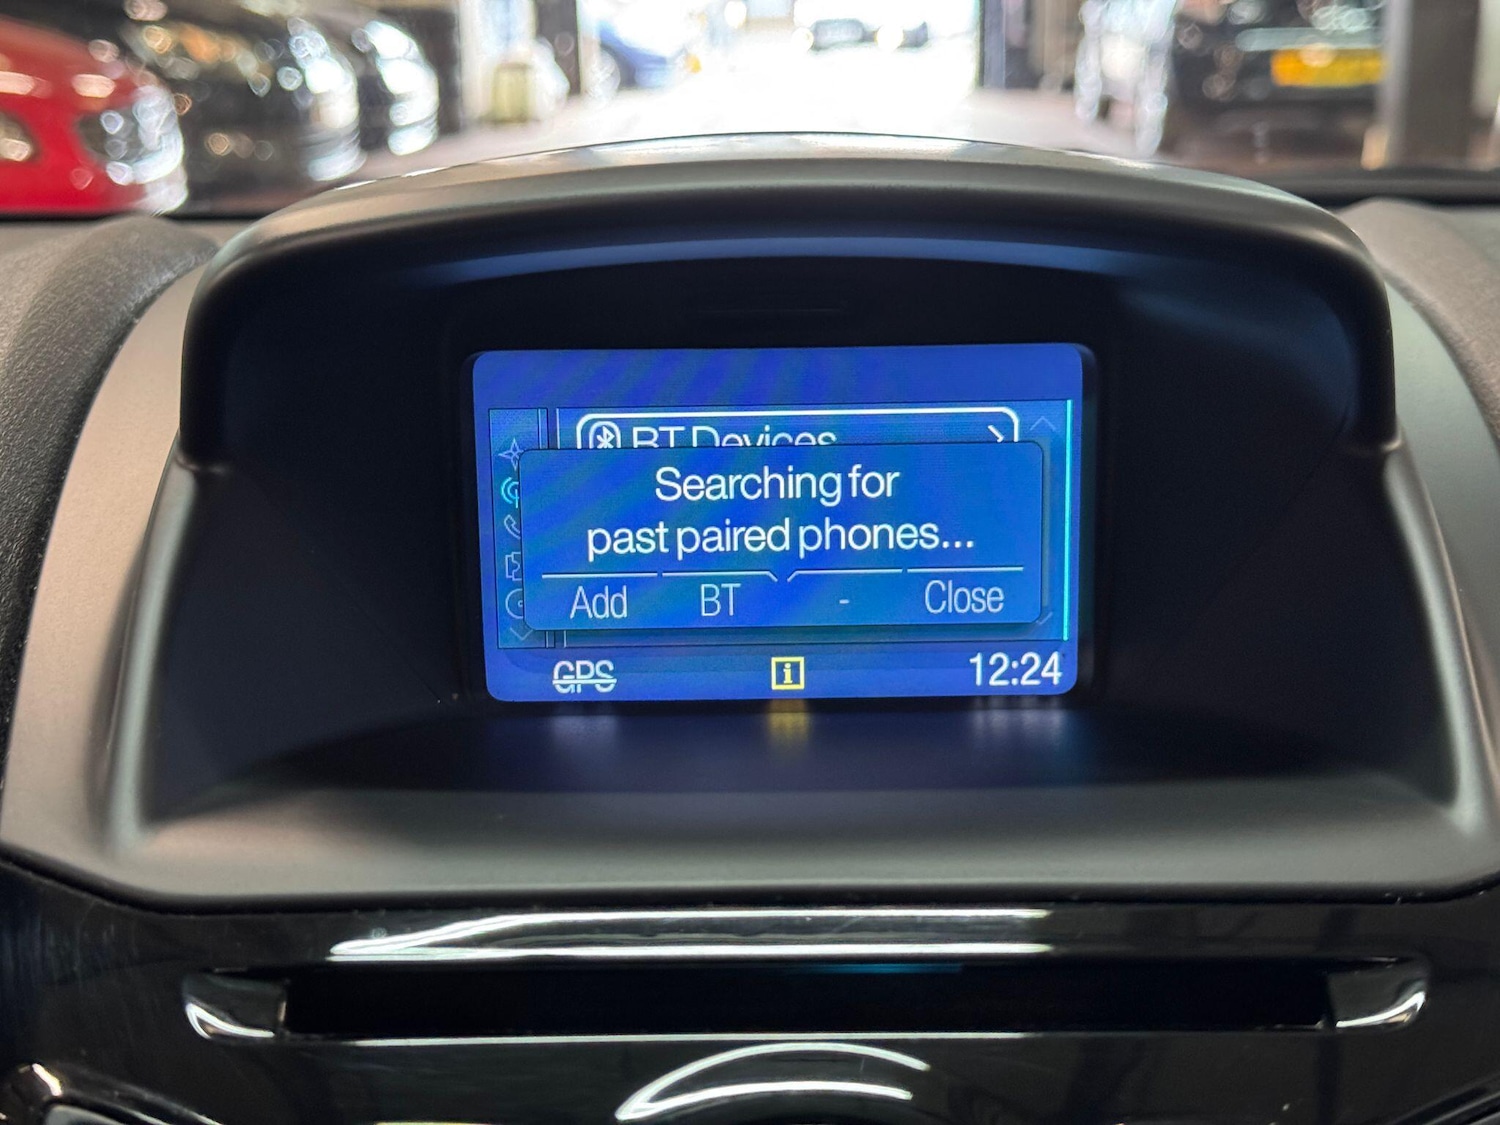 BT Devices
Searching for
past paired phones...
Add BT - Close
GPS i 12:24